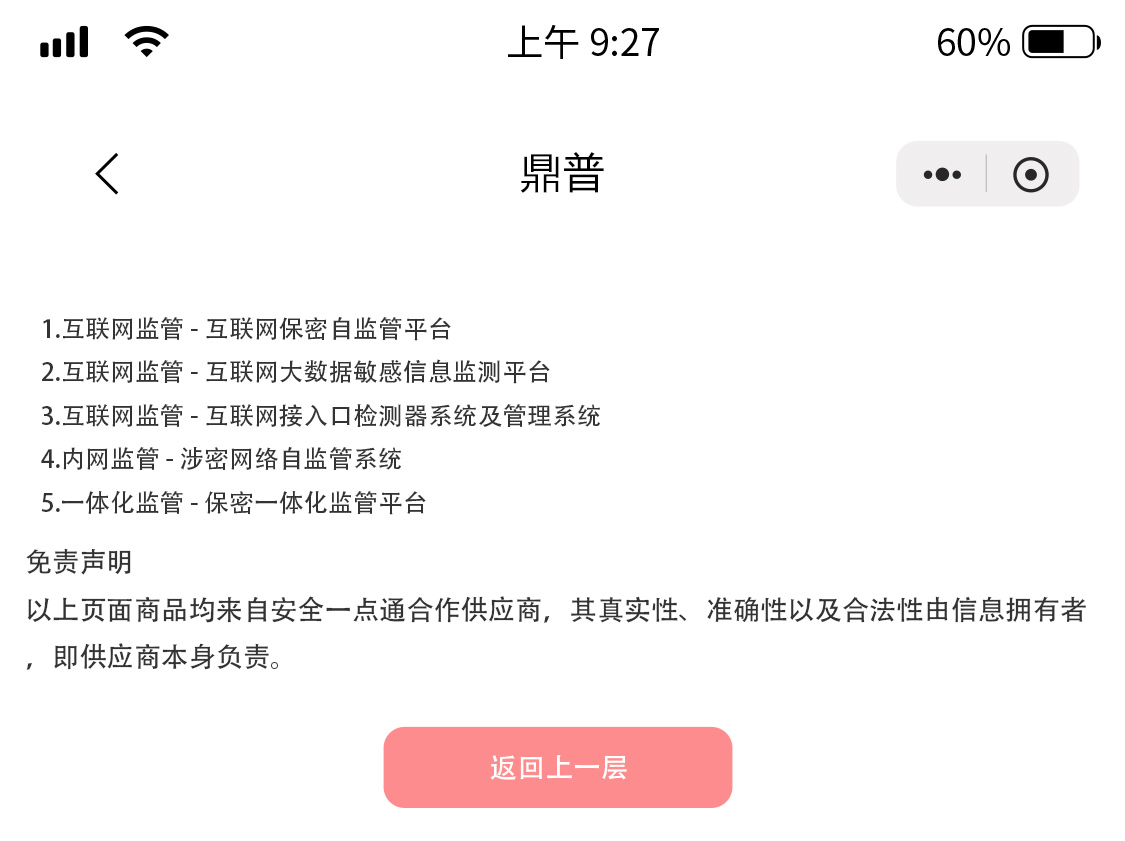 上午 9:27
60%
鼎普
1.互联网监管 - 互联网保密自监管平台
2.互联网监管 - 互联网大数据敏感信息监测平台
3.互联网监管 - 互联网接入口检测器系统及管理系统
4.内网监管 - 涉密网络自监管系统
5.一体化监管 - 保密一体化监管平台
免责声明
以上页面商品均来自安全一点通合作供应商，其真实性、准确性以及合法性由信息拥有者
，即供应商本身负责。
返回上一层